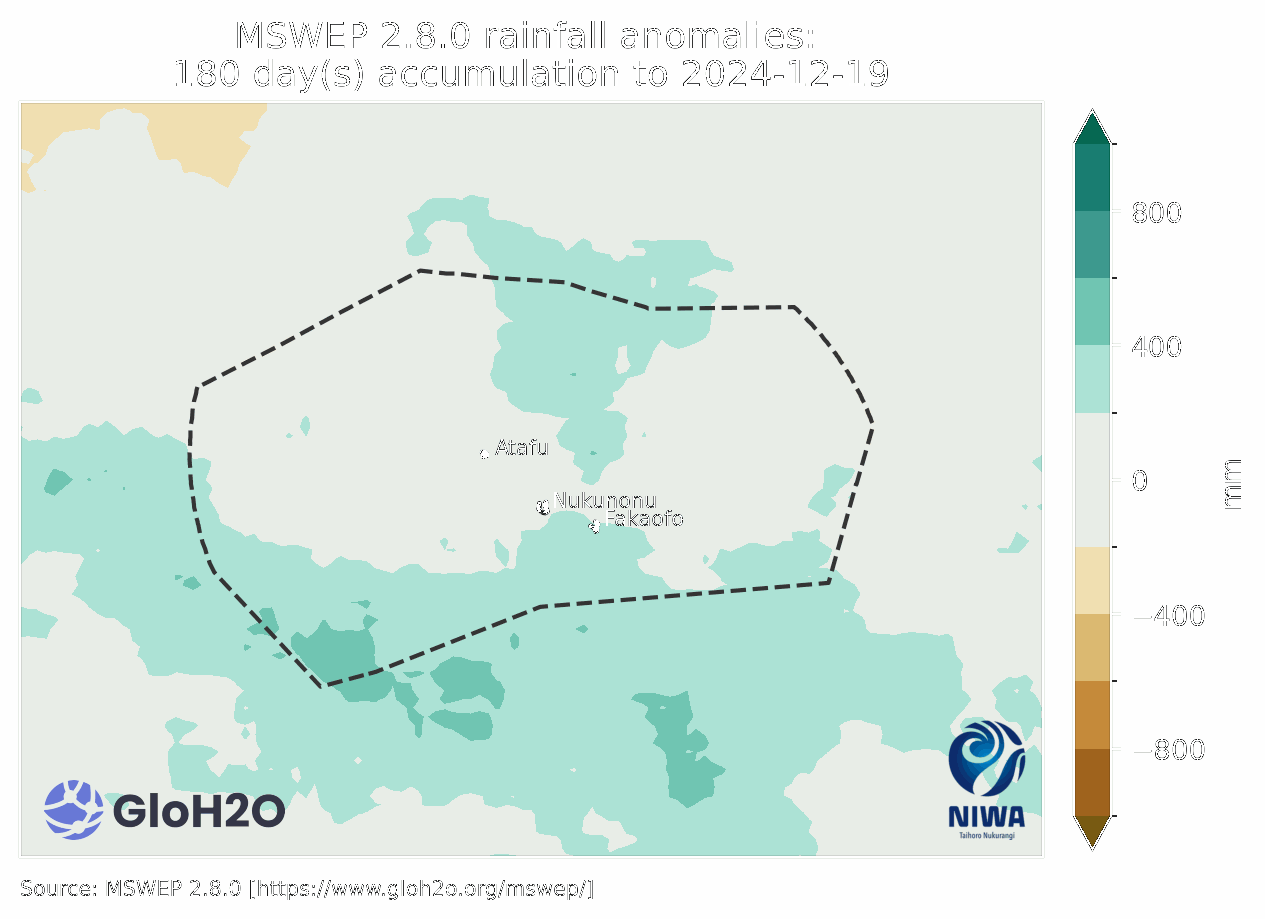 MSWEP 2.8.0 rainfall anomalies:
180 day(s) accumulation to 2024-12-19
800
400
0
−400
−800
mm
Atafu
Nukunonu
Fakaofo
GloH2O
NIWA
Taihoro Nukurangi
Source: MSWEP 2.8.0 [https://www.gloh2o.org/mswep/]